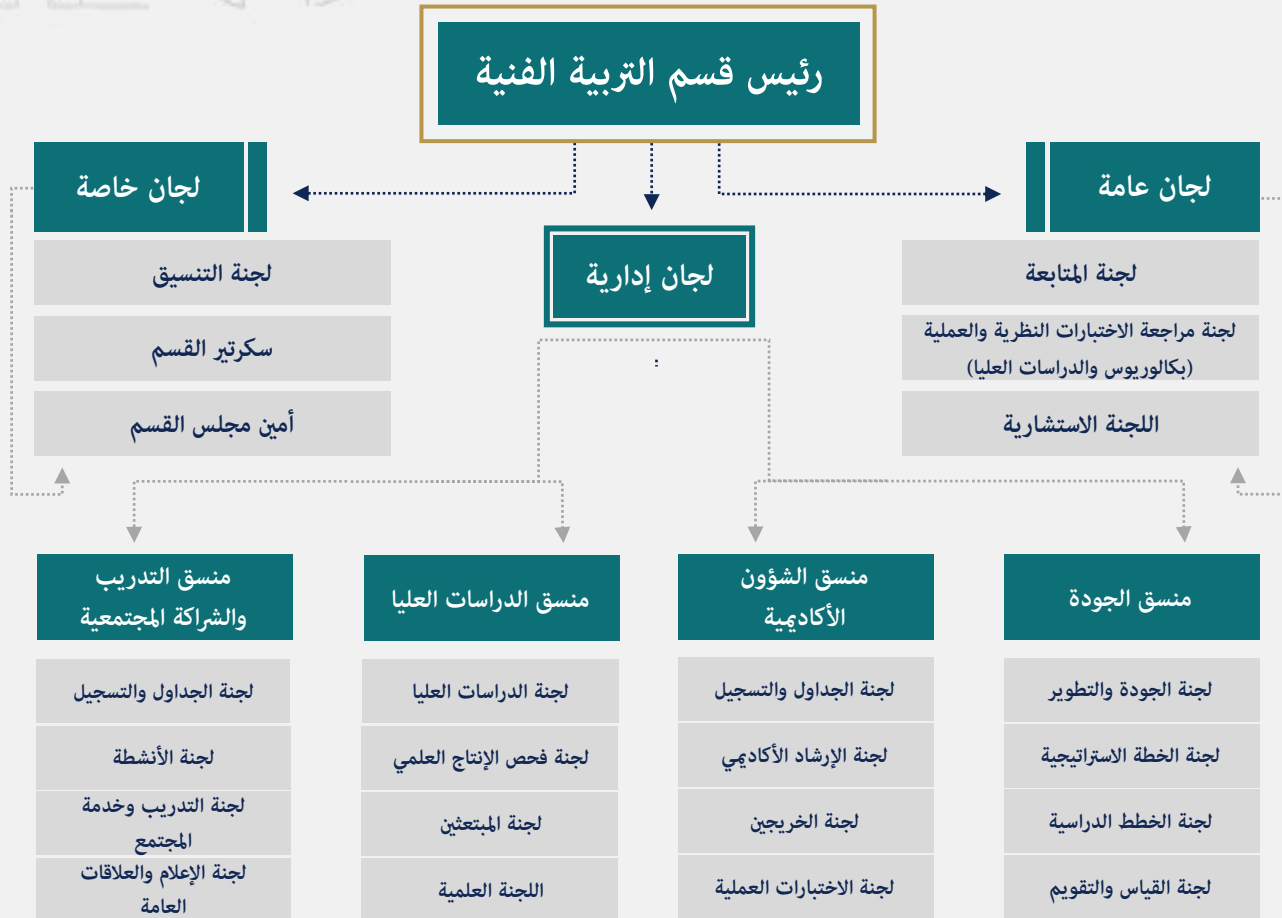 رئيس قسم التربية الفنية
لجان عامة
لجنة المتابعة
لجنة مراجعة الاختبارات النظرية والعملية
(بكالوريوس والدراسات العليا)
اللجنة الاستشارية
لجان إدارية
:
لجان خاصة
لجنة التنسيق
سكرتير القسم
أمين مجلس القسم
منسق الجودة
لجنة الجودة والتطوير
لجنة الخطة الاستراتيجية
لجنة الخطط الدراسية
لجنة القياس والتقويم
منسق الشؤون
الأكاديمية
لجنة الجداول والتسجيل
لجنة الإرشاد الأكاديمي
لجنة الخريجين
لجنة الاختبارات العملية
منسق الدراسات العليا
لجنة الدراسات العليا
لجنة فحص الإنتاج العلمي
لجنة المبتعثين
اللجنة العلمية
منسق التدريب
والشراكة المجتمعية
لجنة الجداول والتسجيل
لجنة الأنشطة
لجنة التدريب وخدمة
المجتمع
لجنة الإعلام والعلاقات
العامة